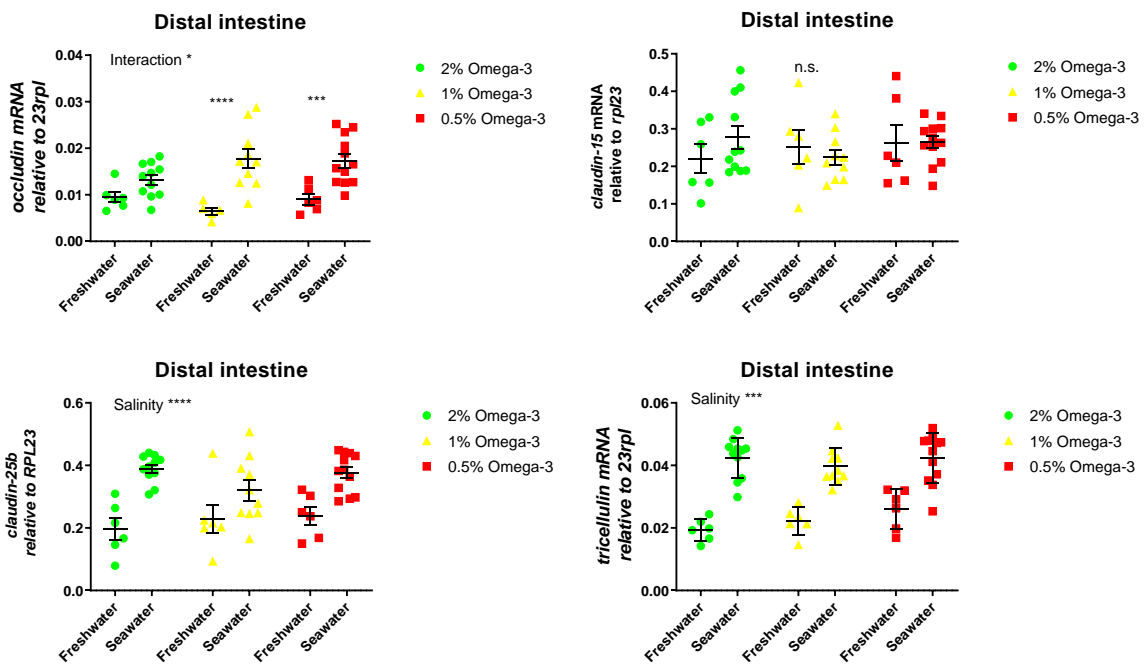 Distal intestine
occludin mRNA
relative to 23rpl
0.04
0.03
0.02
0.01
0.00
Interaction *
****
***
Freshwater
Seawater
Freshwater
Seawater
Freshwater
Seawater
2% Omega-3
1% Omega-3
0.5% Omega-3
Distal intestine
claudin-15 mRNA
relative to rpl23
0.5
0.4
0.3
0.2
0.1
0.0
n.s.
Freshwater
Seawater
Freshwater
Seawater
Freshwater
Seawater
2% Omega-3
1% Omega-3
0.5% Omega-3
Distal intestine
claudin-25b
relative to RPL23
0.6
0.4
0.2
0.0
Salinity ****
Freshwater
Seawater
Freshwater
Seawater
Freshwater
Seawater
2% Omega-3
1% Omega-3
0.5% Omega-3
Distal intestine
tricellulin mRNA
relative to 23rpl
0.06
0.04
0.02
0.00
Salinity ***
Freshwater
Seawater
Freshwater
Seawater
Freshwater
Seawater
2% Omega-3
1% Omega-3
0.5% Omega-3